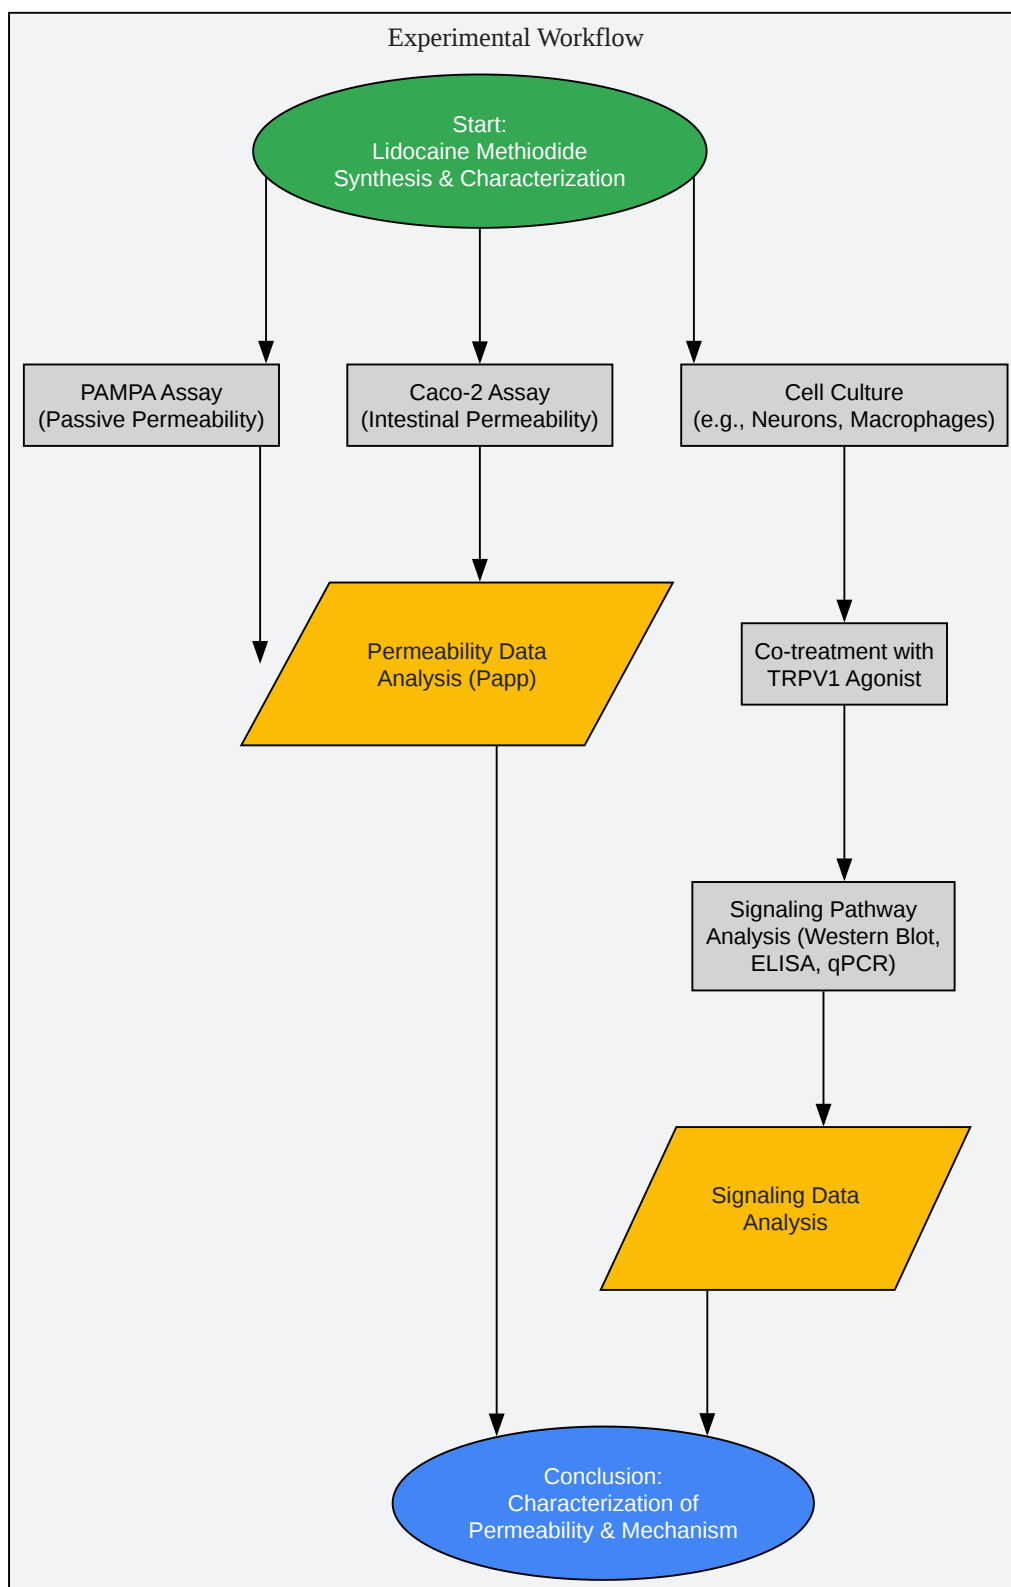 Experimental Workflow
Start:
Lidocaine Methiodide
Synthesis & Characterization
PAMPA Assay
(Passive Permeability)
Caco-2 Assay
(Intestinal Permeability)
Cell Culture
(e.g., Neurons, Macrophages)
Permeability Data
Analysis (Papp)
Co-treatment with
TRPV1 Agonist
Signaling Pathway
Analysis (Western Blot,
ELISA, qPCR)
Signaling Data
Analysis
Conclusion:
Characterization of
Permeability & Mechanism